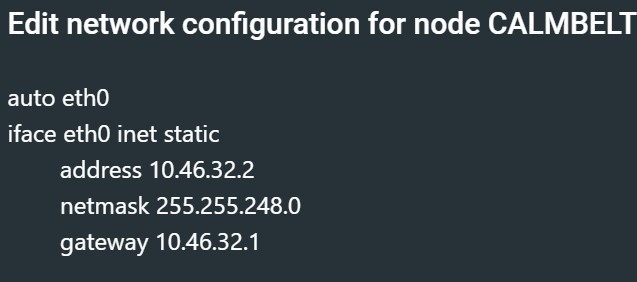 Edit network configuration for node CALMBELT
auto eth0
iface eth0 inet static
address 10.46.32.2
netmask 255.255.248.0
gateway 10.46.32.1